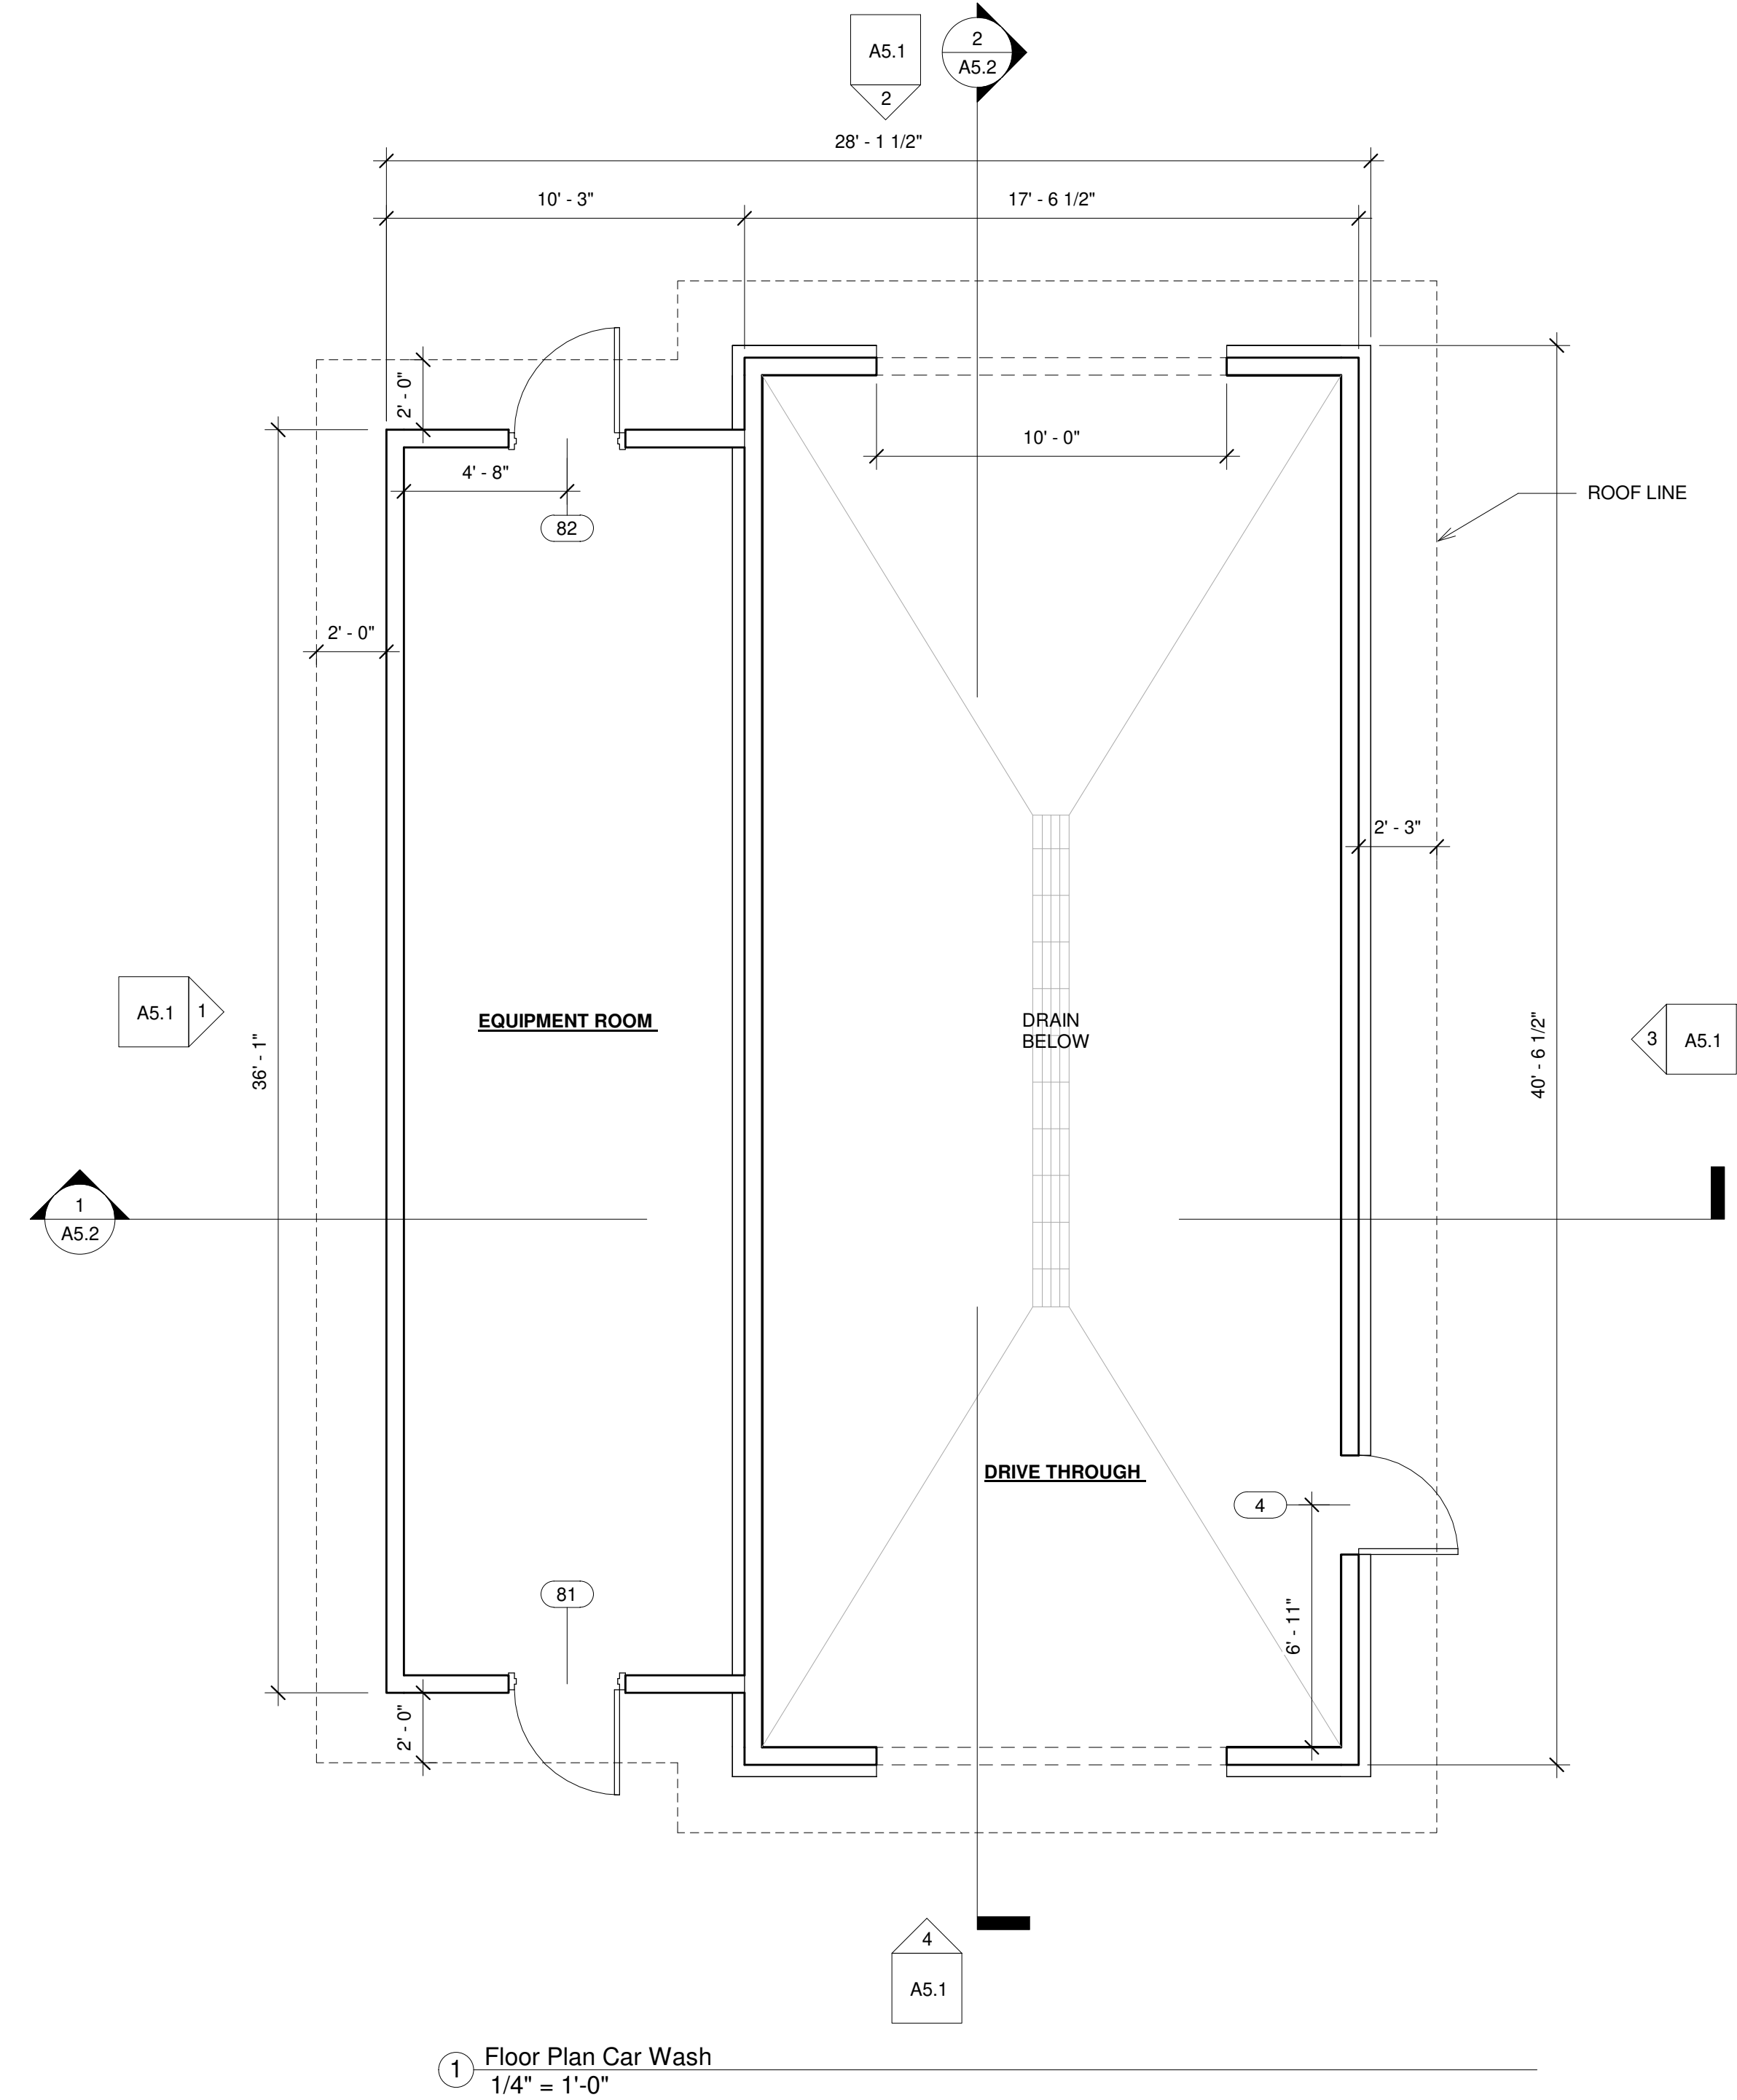 A5.1
2
2
A5.2
28' - 1 1/2"
10' - 3"
17' - 6 1/2"
2' - 0"
10' - 0"
4' - 8"
ROOF LINE
82
2' - 0"
2' - 3"
A5.1
1
EQUIPMENT ROOM
DRAIN
BELOW
36' - 1"
40' - 6 1/2"
3
A5.1
1
A5.2
DRIVE THROUGH
4
81
6' - 11"
2' - 0"
4
A5.1
1
Floor Plan Car Wash
1/4" = 1'-0"